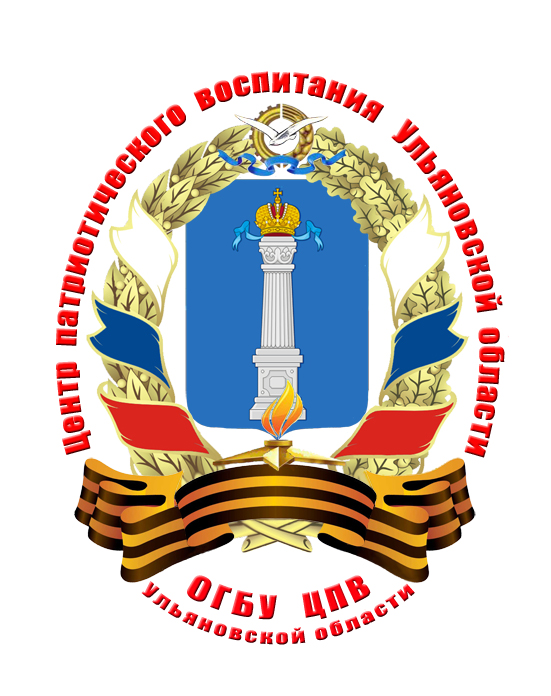 Центр патриотического воспитания Ульяновской области
ОГБУ ЦПВ
Ульяновской области